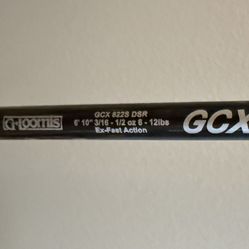 G-Loomis
GCX 822S DSR
6' 10" 3/16 - 1/2 oz 6 - 12lbs
Ex-Fast Action
GCX